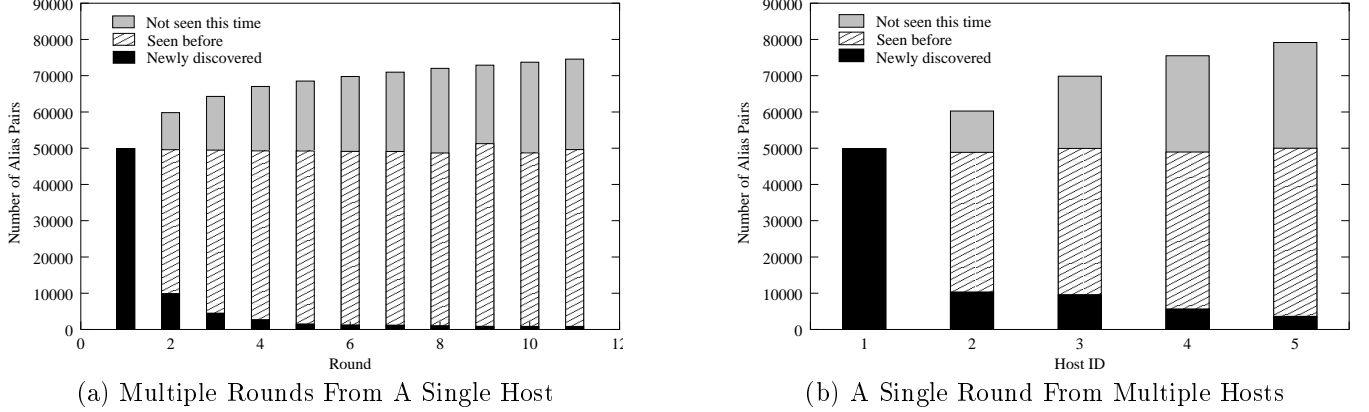 90000
80000
70000
60000
50000
40000
30000
20000
10000
0
Number of Alias Pairs
Not seen this time
Seen before
Newly discovered
0 2 4 6 8 10 12
Round
(a) Multiple Rounds From A Single Host
90000
80000
70000
60000
50000
40000
30000
20000
10000
0
Number of Alias Pairs
Not seen this time
Seen before
Newly discovered
1 2 3 4 5
Host ID
(b) A Single Round From Multiple Hosts